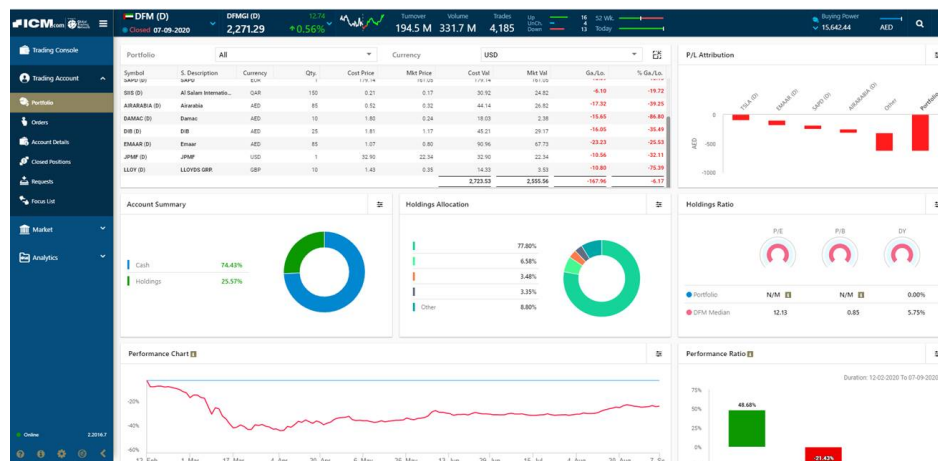 ICM.com
DFM (D)
Closed 07-09-2020
DFMGI (D) 12.74
2,271.29 +0.56%
Turnover Volume Trades
194.5 M 331.7 M 4,185
Up 16
UnCh. 4
Down 13
52 Wk.
Today
Buying Power
15,642.44 AED
Trading Console
Trading Account
Portfolio
Orders
Account Details
Closed Positions
Requests
Focus List
Market
Analytics
Online 2.2016.7
Portfolio All Currency USD
Symbol S. Description Currency Qty. Cost Price Mkt Price Cost Val Mkt Val Ga/Lo. % Ga/Lo.
SIIS (D) Al Salam Internatio... QAR 150 0.21 0.17 30.92 24.82 -6.10 -19.72
AIRARABIA (D) Airarabia AED 85 0.52 0.32 44.14 26.82 -17.32 -39.25
DAMAC (D) Damac AED 10 1.80 0.24 18.03 2.38 -15.65 -86.80
DIB (D) DIB AED 25 1.81 1.17 45.21 29.17 -16.05 -35.49
EMAAR (D) Emaar AED 85 1.07 0.80 90.96 67.73 -23.23 -25.53
JPMF (D) JPMF USD 1 32.90 22.34 32.90 22.34 -10.56 -32.11
LLOY (D) LLOYDS GRP. GBP 10 1.43 0.35 14.33 3.53 -10.80 -75.39
2,723.53 2,555.56 -167.96 -6.17
P/L Attribution
TSLA (D) EMAAR (D) SAPD (D) AIRARABIA (D) Other Portfolio
AED
0
-500
-1000
Account Summary
Cash 74.43%
Holdings 25.57%
Holdings Allocation
77.80%
6.58%
3.48%
3.35%
Other 8.80%
Holdings Ratio
P/E P/B DY
Portfolio N/M N/M 0.00%
DFM Median 12.13 0.85 5.75%
Performance Chart
-20%
-40%
-60%
Performance Ratio
Duration: 12-02-2020 To 07-09-2020
75%
50%
25%
0%
48.68%
-21.43%